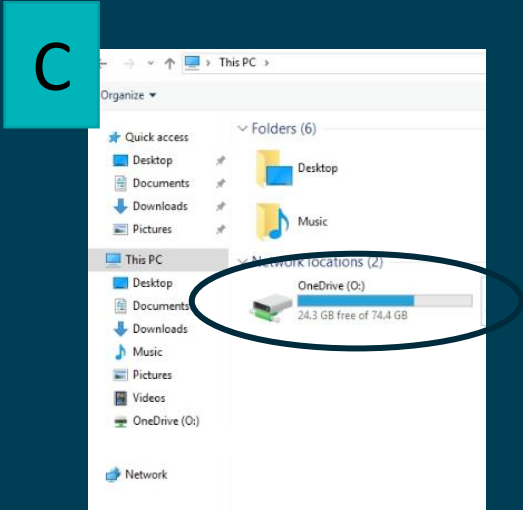 C
This PC
Organize
Quick access
Desktop
Documents
Downloads
Pictures
This PC
Desktop
Documents
Downloads
Music
Pictures
Videos
OneDrive (O:)
Network
Folders (6)
Desktop
Music
Network locations (2)
OneDrive (O:)
24.3 GB free of 74.4 GB